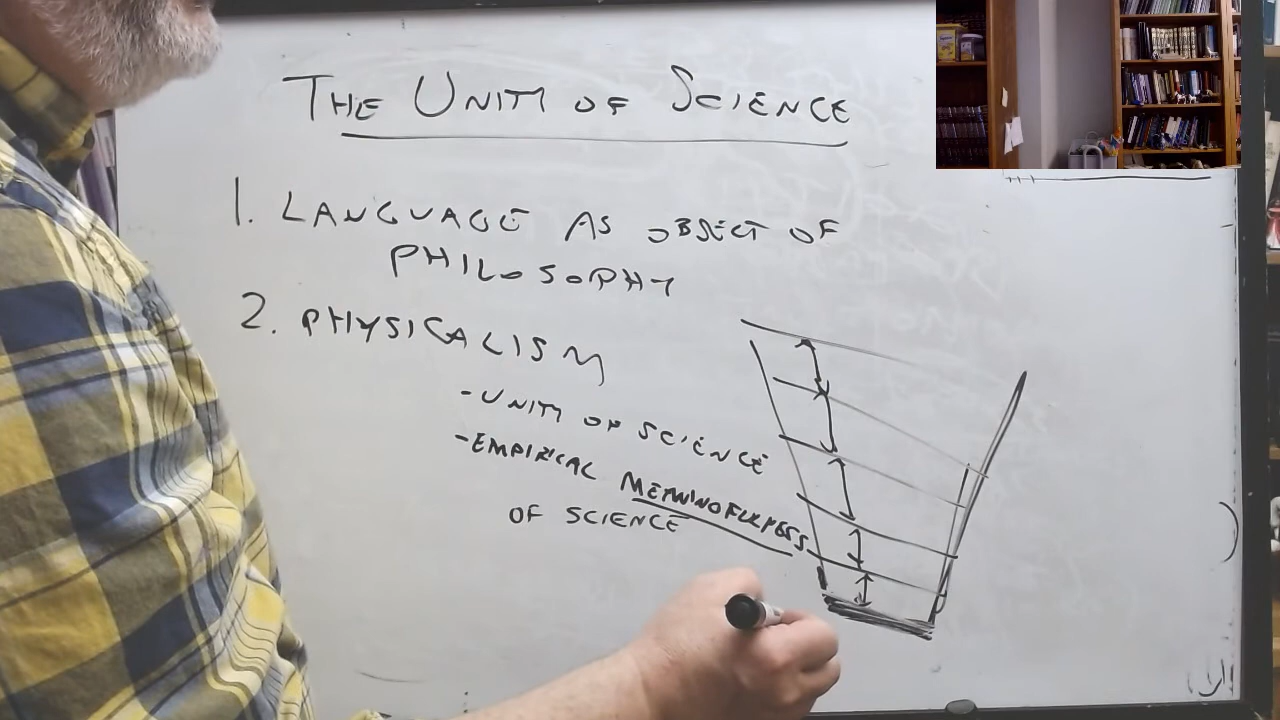 THE UNITY OF SCIENCE
1. LANGUAGE AS OBJECT OF
PHILOSOPHY
2. PHYSICALISM
- UNITY OF SCIENCE
- EMPIRICAL MEANINGFULNESS
OF SCIENCE